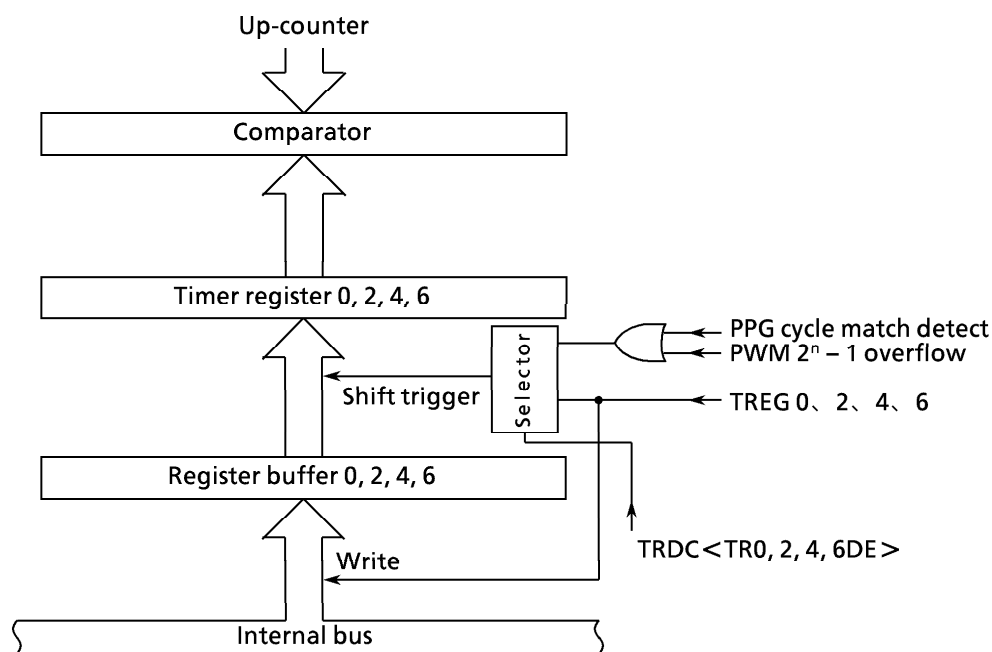 Up-counter
Comparator
Timer register 0, 2, 4, 6
PPG cycle match detect
PWM 2ⁿ – 1 overflow
Selector
Shift trigger
TREG 0、2、4、6
Register buffer 0, 2, 4, 6
TRDC<TR0, 2, 4, 6DE>
Write
Internal bus